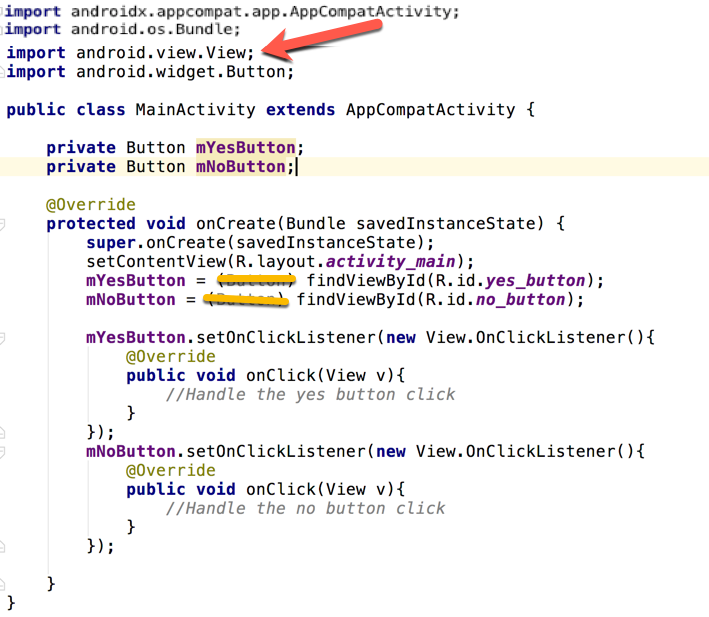 import androidx.appcompat.app.AppCompatActivity;
import android.os.Bundle;
import android.view.View;
import android.widget.Button;
public class MainActivity extends AppCompatActivity {
private Button mYesButton;
private Button mNoButton;
@Override
protected void onCreate(Bundle savedInstanceState) {
super.onCreate(savedInstanceState);
setContentView(R.layout.activity_main);
mYesButton = (Button) findViewById(R.id.yes_button);
mNoButton = (Button) findViewById(R.id.no_button);
mYesButton.setOnClickListener(new View.OnClickListener(){
@Override
public void onClick(View v){
//Handle the yes button click
}
});
mNoButton.setOnClickListener(new View.OnClickListener(){
@Override
public void onClick(View v){
//Handle the no button click
}
});
}
}